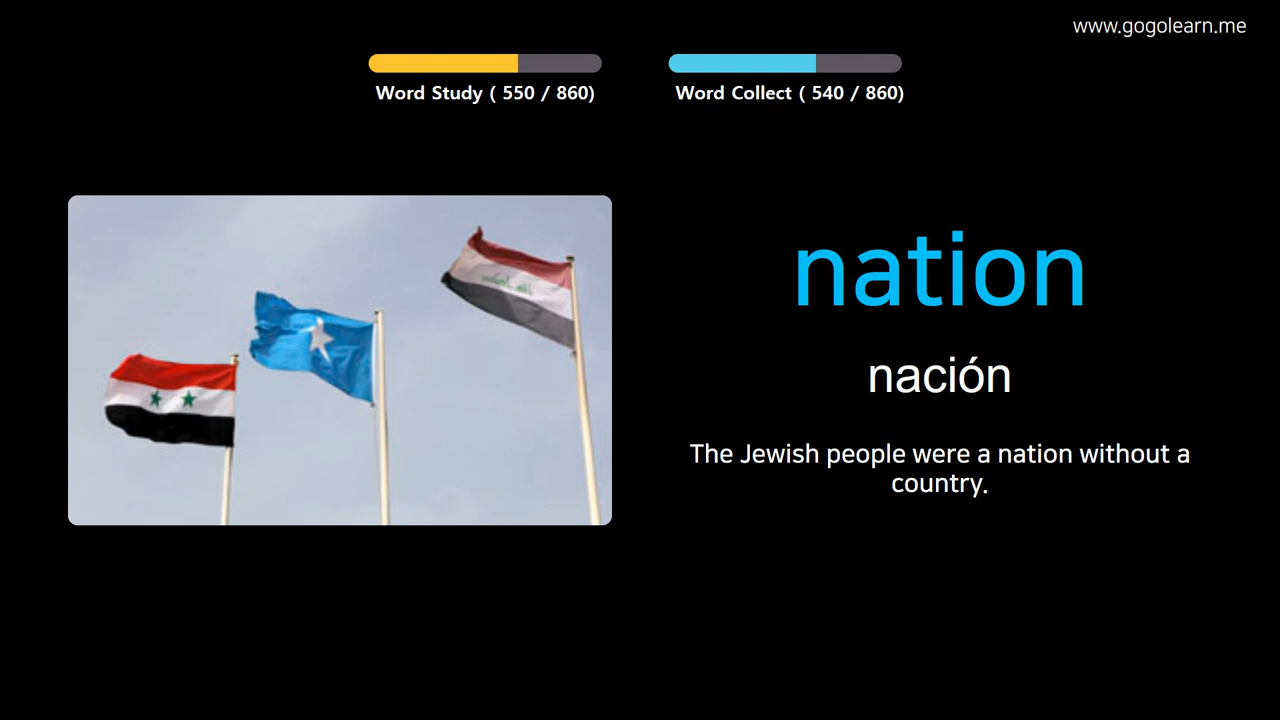 www.gogolearn.me
Word Study ( 550 / 860)
Word Collect ( 540 / 860)
nation
nación
The Jewish people were a nation without a
country.